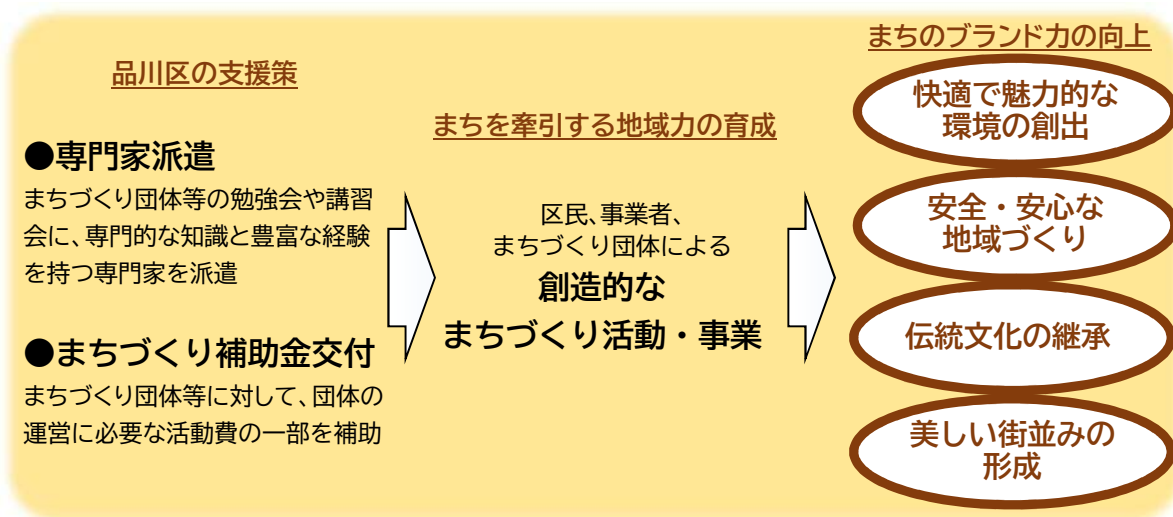 品川区の支援策
●専門家派遣
まちづくり団体等の勉強会や講習
会に、専門的な知識と豊富な経験
を持つ専門家を派遣
●まちづくり補助金交付
まちづくり団体等に対して、団体の
運営に必要な活動費の一部を補助
まちを牽引する地域力の育成
区民、事業者、
まちづくり団体による
創造的な
まちづくり活動・事業
まちのブランド力の向上
快適で魅力的な
環境の創出
安全・安心な
地域づくり
伝統文化の継承
美しい街並みの
形成